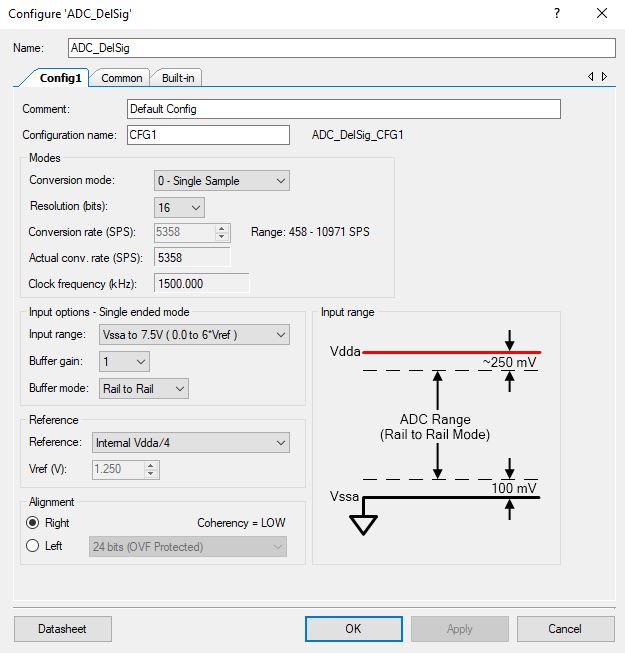 Configure 'ADC_DelSig'
Name: ADC_DelSig
Config1 Common Built-in
Comment: Default Config
Configuration name: CFG1 ADC_DelSig_CFG1
Modes
Conversion mode: 0 - Single Sample
Resolution (bits): 16
Conversion rate (SPS): 5358 Range: 458 - 10971 SPS
Actual conv. rate (SPS): 5358
Clock frequency (kHz): 1500.000
Input options - Single ended mode
Input range: Vssa to 7.5V ( 0.0 to 6*Vref )
Buffer gain: 1
Buffer mode: Rail to Rail
Reference
Reference: Internal Vdda/4
Vref (V): 1.250
Alignment
Right Coherency = LOW
Left 24 bits (OVF Protected)
Input range
Vdda
~250 mV
ADC Range
(Rail to Rail Mode)
100 mV
Vssa
Datasheet OK Apply Cancel